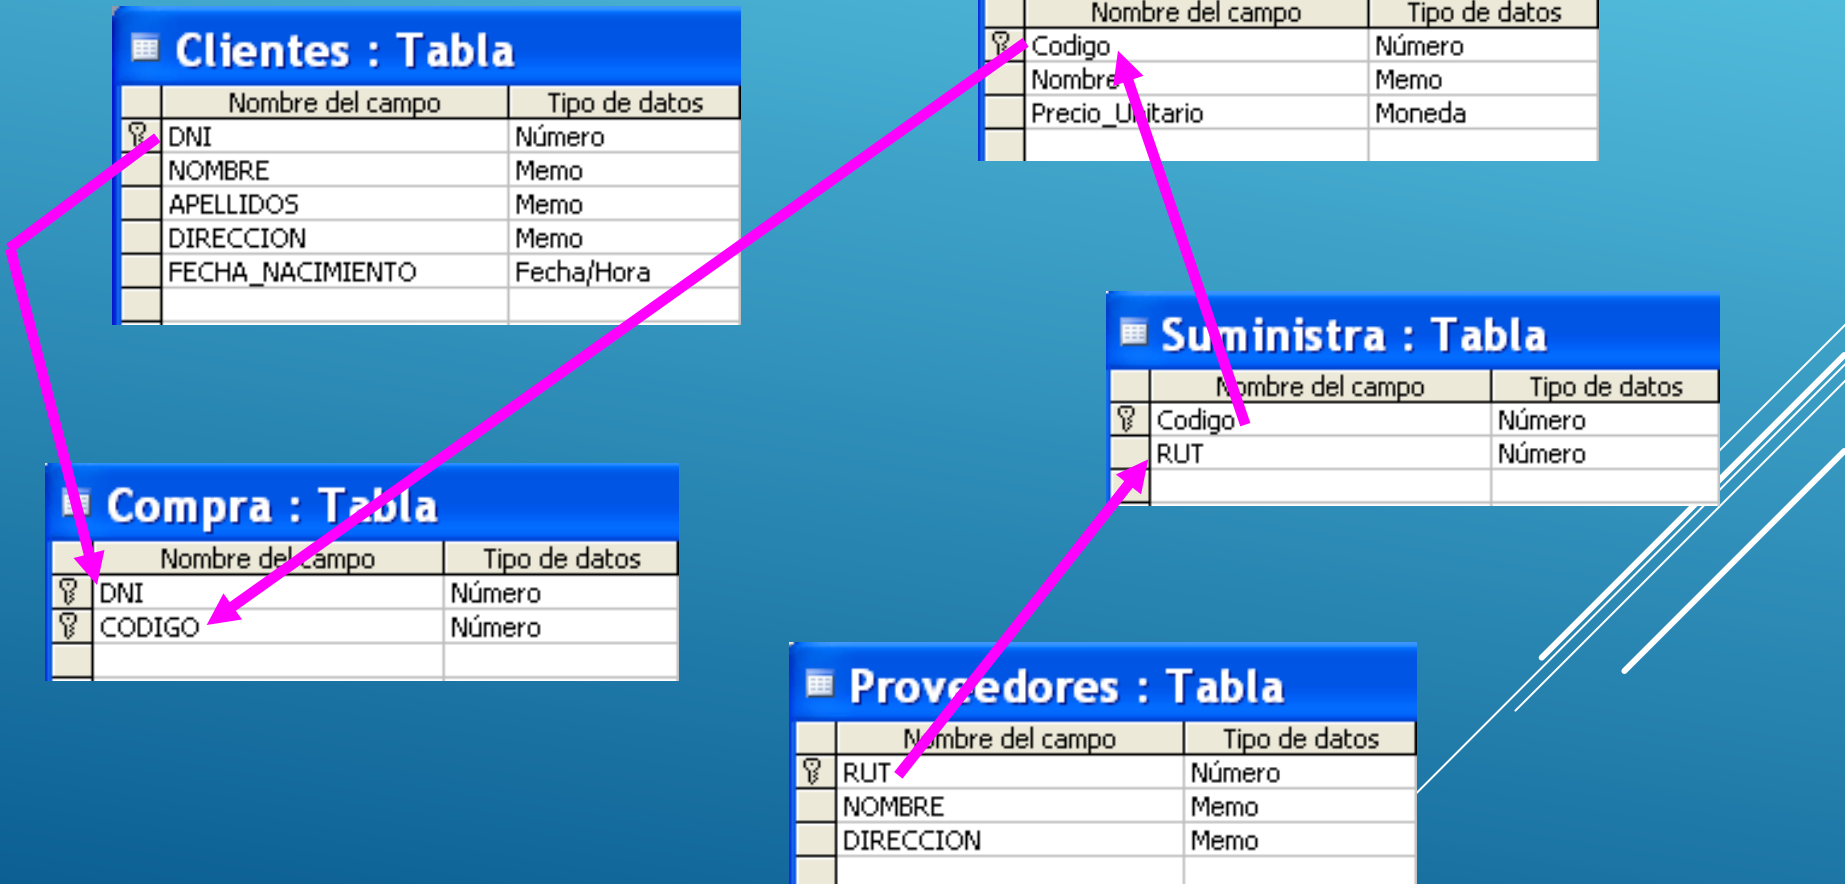 Clientes : Tabla
Nombre del campo Tipo de datos
DNI Número
NOMBRE Memo
APELLIDOS Memo
DIRECCION Memo
FECHA_NACIMIENTO Fecha/Hora
Nombre del campo Tipo de datos
Codigo Número
Nombre Memo
Precio_Unitario Moneda
Suministra : Tabla
Nombre del campo Tipo de datos
Codigo Número
RUT Número
Compra : Tabla
Nombre del campo Tipo de datos
DNI Número
CODIGO Número
Proveedores : Tabla
Nombre del campo Tipo de datos
RUT Número
NOMBRE Memo
DIRECCION Memo